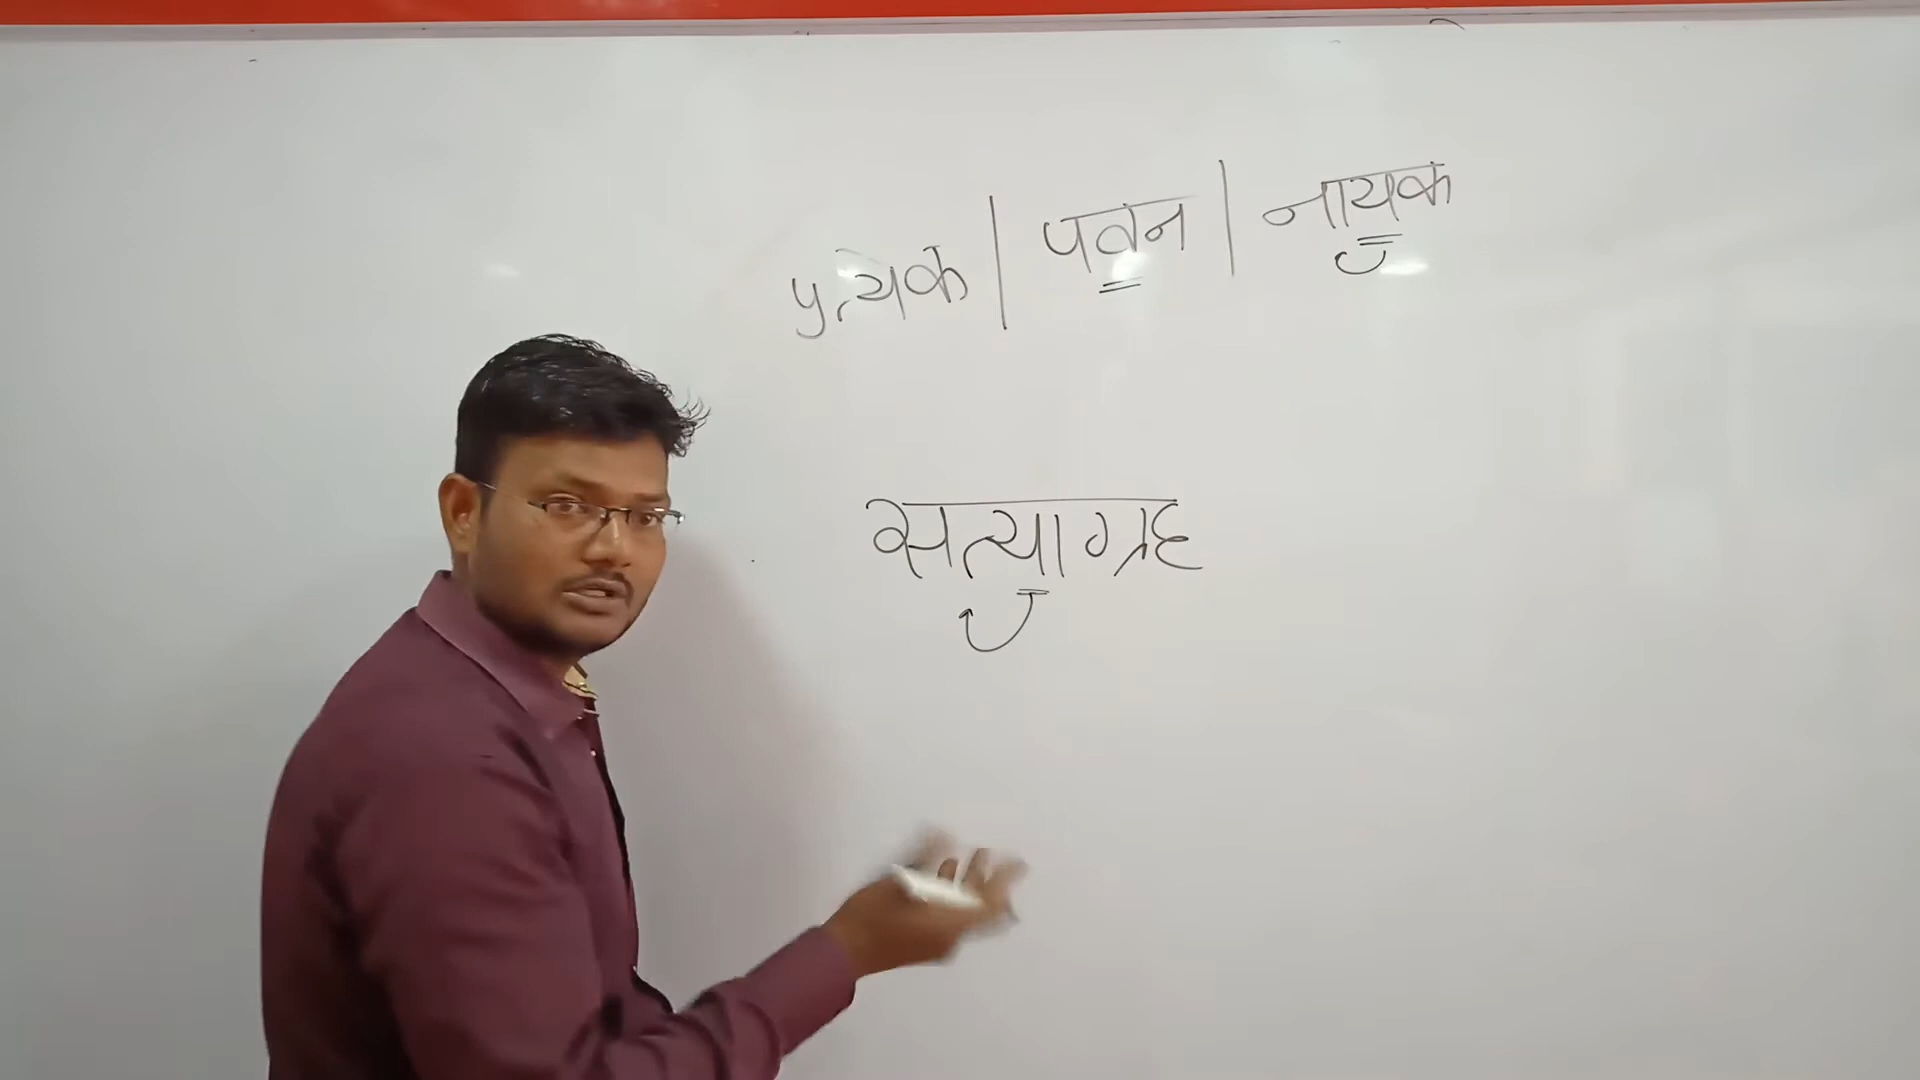 प्रत्येक | पवन | नायक
सत्याग्रह